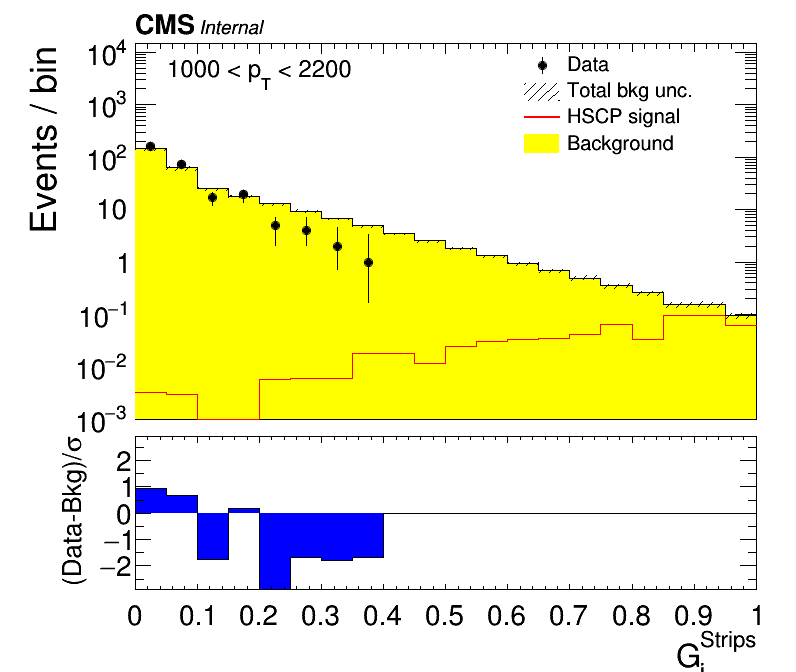 CMS Internal
1000 < p_T < 2200
Data
Total bkg unc.
HSCP signal
Background
Events / bin
10^4
10^3
10^2
10
1
10^−1
10^−2
10^−3
(Data-Bkg)/σ
2
1
0
−1
−2
0 0.1 0.2 0.3 0.4 0.5 0.6 0.7 0.8 0.9 1
G_i^Strips